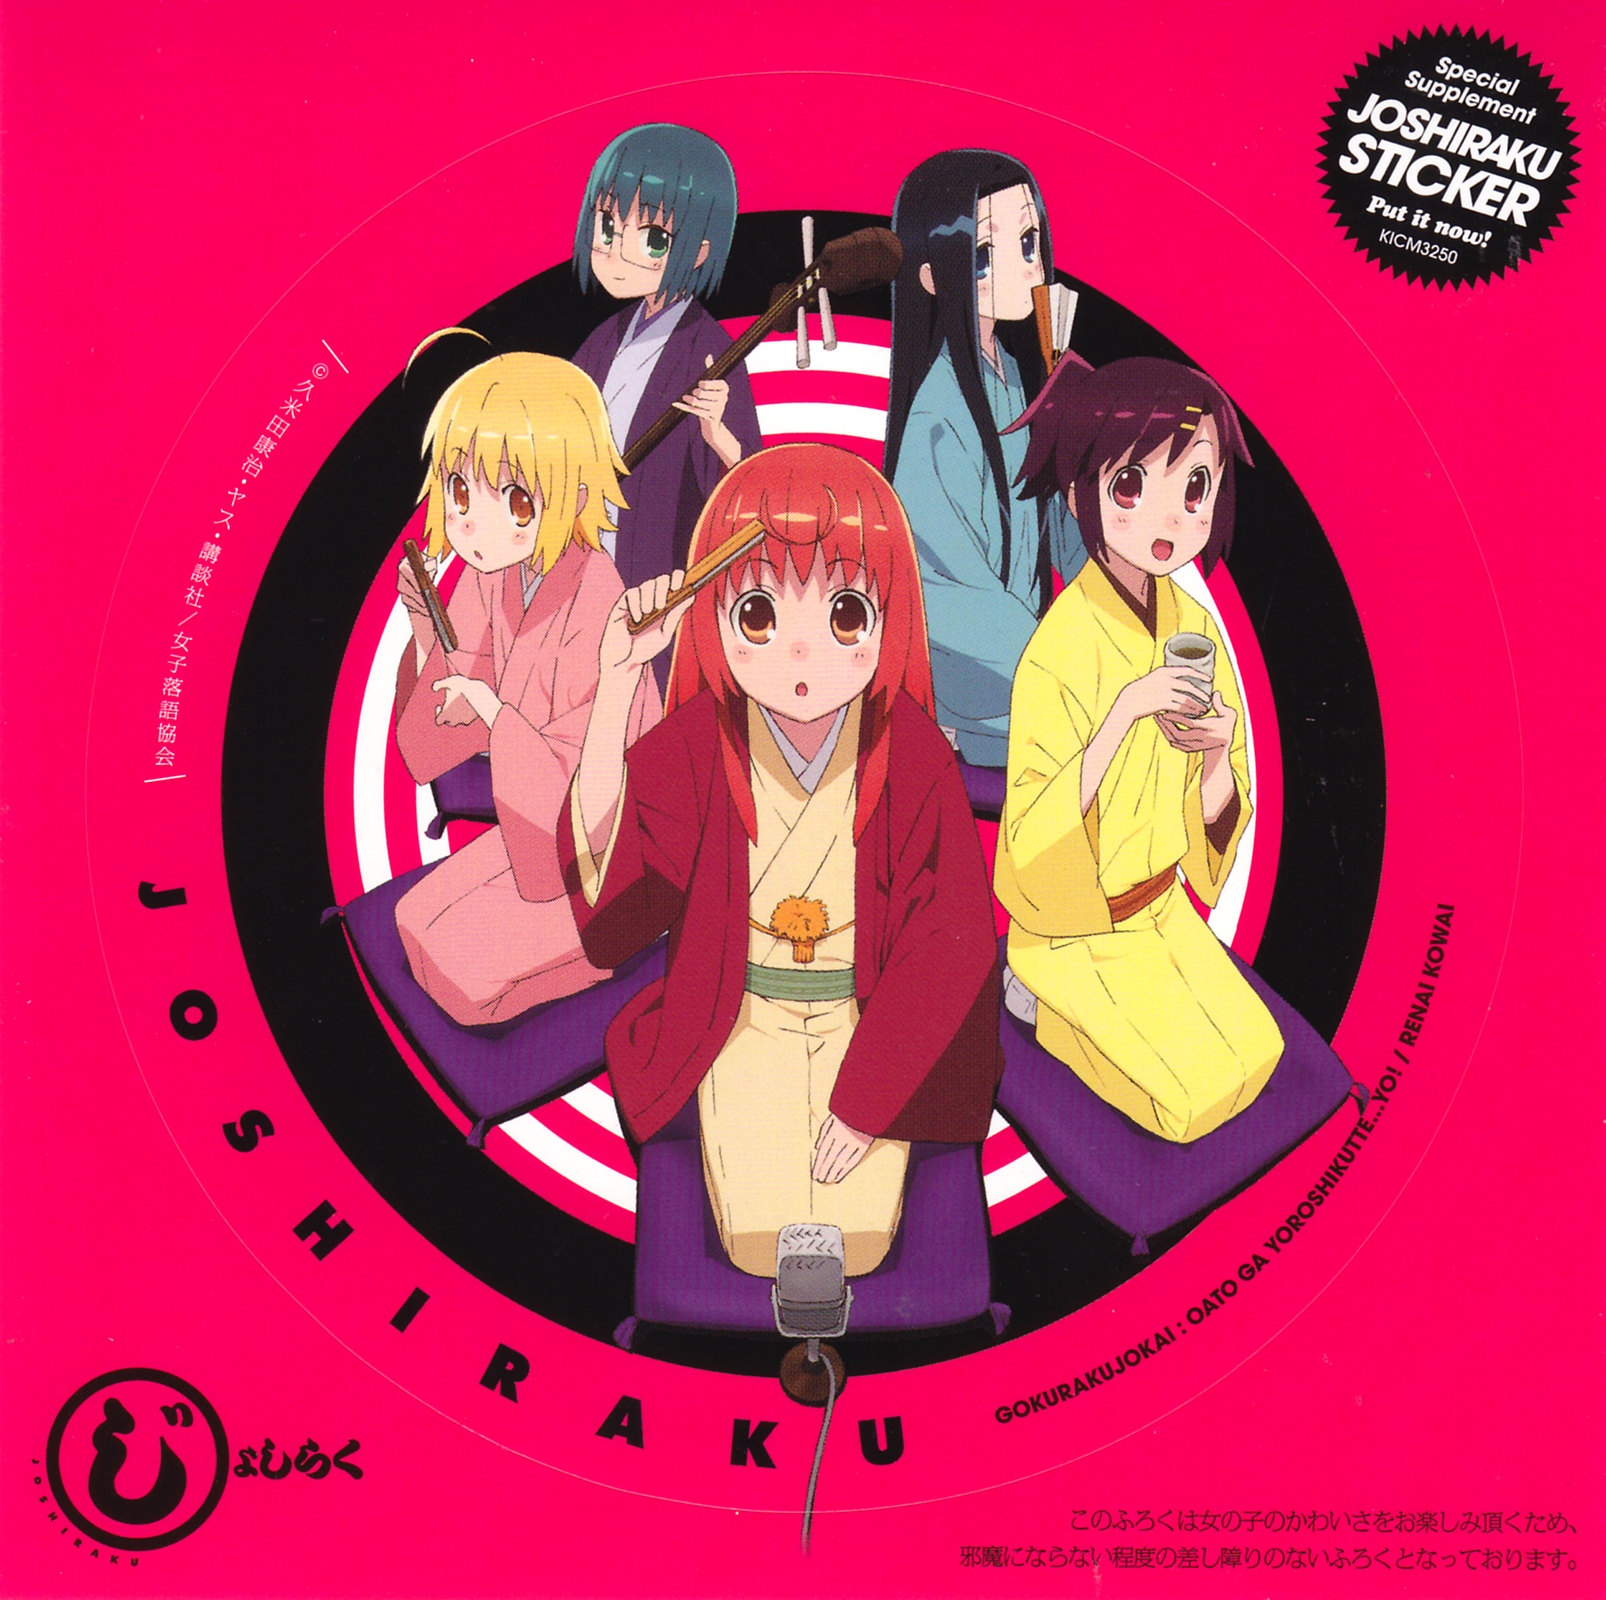 Special
Supplement
JOSHIRAKU
STICKER
Put it now!
KICM3250
©久米田康治・ヤス・講談社／女子落語協会
JOSHIRAKU
GOKURAKUJOKAI : OATO GA YOROSHIKUTTE...YO! / RENAI KOWAI
じょしらく
JOSHIRAKU
このふろくは女の子のかわいさをお楽しみ頂くため、
邪魔にならない程度の差し障りのないふろくとなっております。